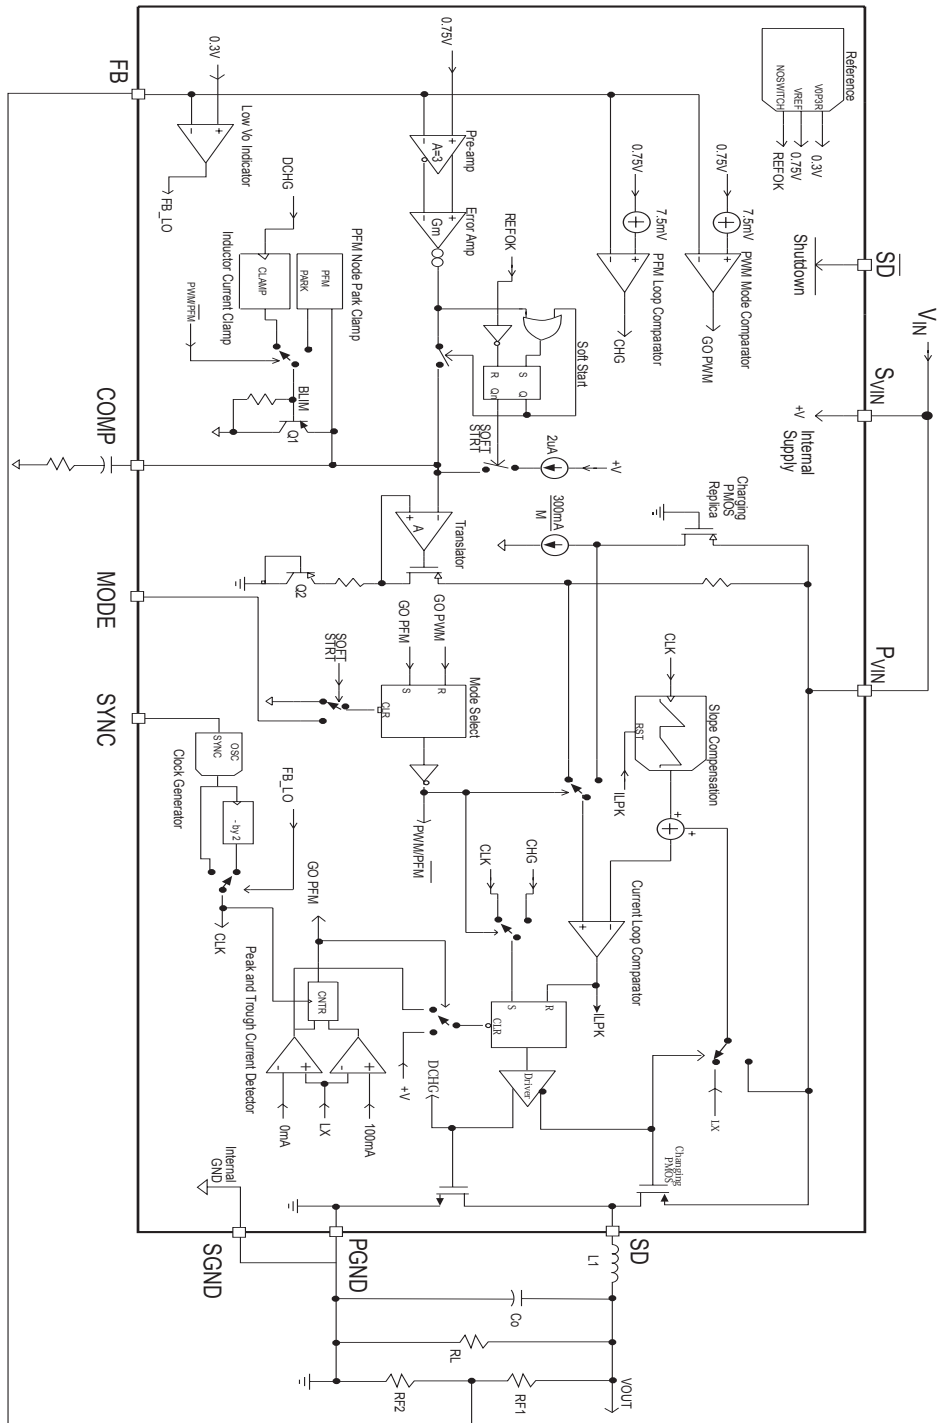 FB
COMP
MODE
SYNC
SGND
PGND
SD
SD
SVIN
VIN
PVIN
0.3V
+
-
Low Vo Indicator
FB_LO
0.75V
Pre-amp
A=3
+
-
Error Amp
Gm
+
-
0.75V
7.5mV
+
-
PFM Loop Comparator
CHG
0.75V
7.5mV
+
-
PWM Mode Comparator
GO PWM
Reference
V0P3R
VREF
NOSWITCH
0.3V
0.75V
REFOK
Shutdown
+V
Internal
Supply
DCHG
CLAMP
Inductor Current Clamp
PFM
PARK
PFM Node Park Clamp
PWM/PFM
BLIM
Q1
REFOK
R
S
Qn
Q
Soft Start
SOFT
STRT
2uA
+V
300mA
M
Charging
PMOS
Replica
Translator
A
+
-
Q2
GO PFM
GO PWM
S
R
CLR
Mode Select
SOFT
STRT
PWM/PFM
CLK
RST
Slope Compensation
ILPK
+
+
OSC
SYNC
- by 2
Clock Generator
FB_LO
CLK
GO PFM
CNTR
Peak and Trough Current Detector
-
+
-
+
0mA
LX
100mA
+V
CLK
CHG
+
-
Current Loop Comparator
ILPK
S
R
CLR
Driver
DCHG/
LX
Changing
PMOS
Internal
GND
L1
Co
RL
RF2
RF1
VOUT